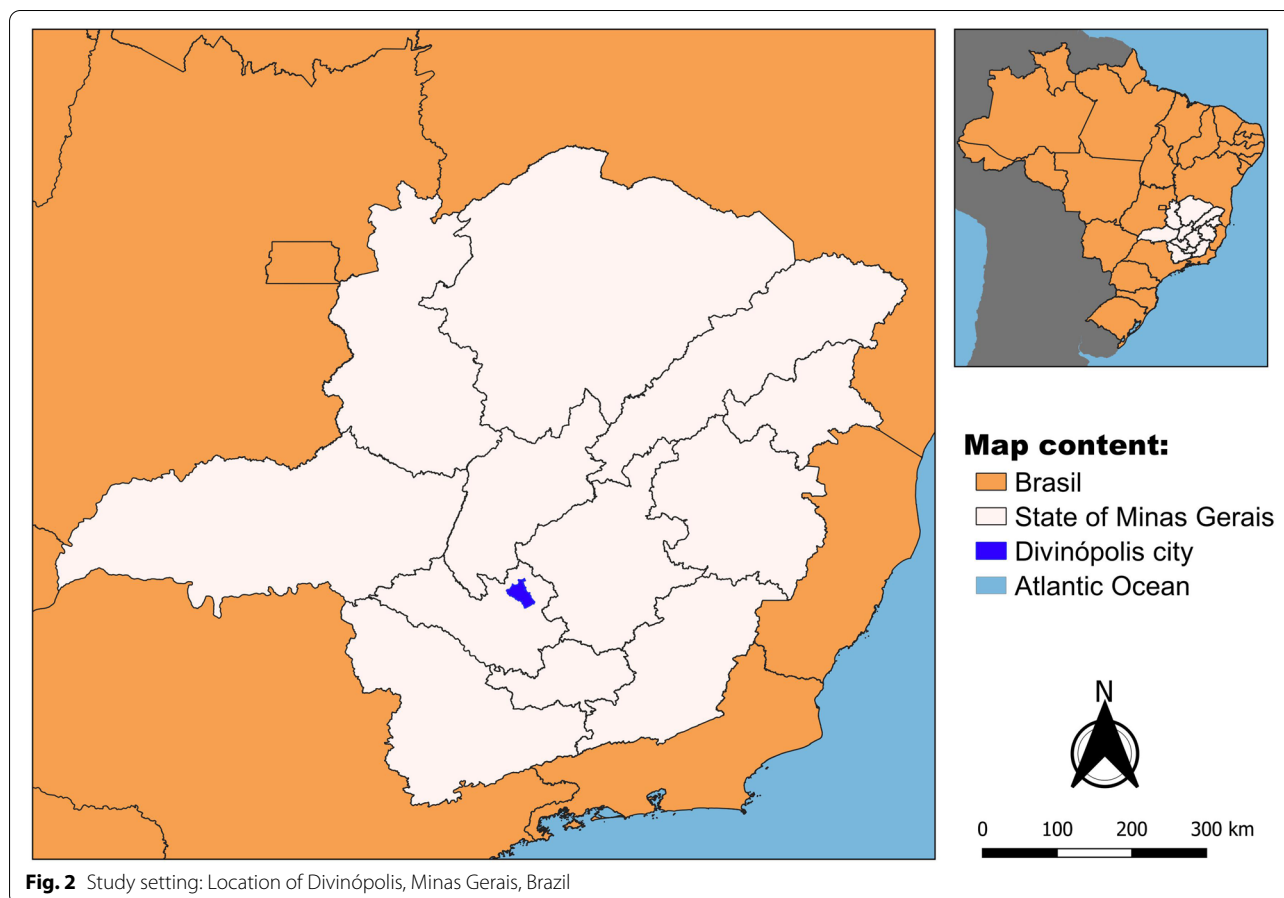 Map content:
Brasil
State of Minas Gerais
Divinópolis city
Atlantic Ocean
N
0 100 200 300 km
Fig. 2 Study setting: Location of Divinópolis, Minas Gerais, Brazil